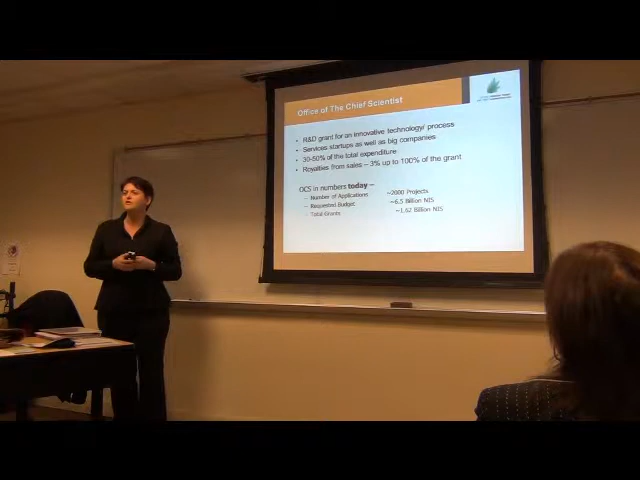 Office of The Chief Scientist
• R&D grant for an innovative technology/ process
• Services startups as well as big companies
• 30-50% of the total expenditure
• Royalties from sales – 3% up to 100% of the grant
OCS in numbers today –
– Number of Applications ~2000 Projects
– Requested Budget ~6.5 Billion NIS
– Total Grants ~1.62 Billion NIS